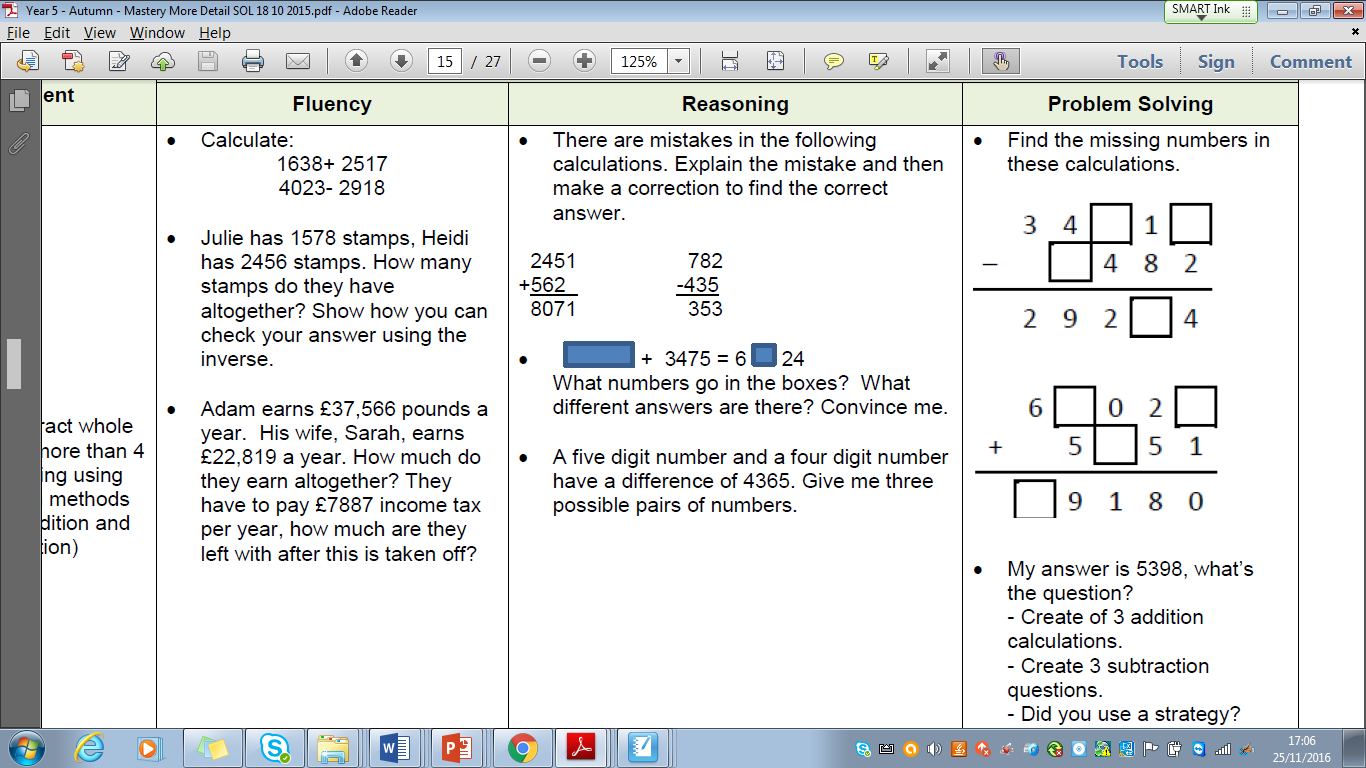 Year 5 - Autumn - Mastery More Detail SOL 18 10 2015.pdf - Adobe Reader
SMART Ink
File Edit View Window Help
15 / 27
125%
Tools Sign Comment
ent
Fluency
Reasoning
Problem Solving
ract whole
nore than 4
ing using
methods
dition and
tion)
Calculate:
1638+ 2517
4023- 2918
Julie has 1578 stamps, Heidi
has 2456 stamps. How many
stamps do they have
altogether? Show how you can
check your answer using the
inverse.
Adam earns £37,566 pounds a
year. His wife, Sarah, earns
£22,819 a year. How much do
they earn altogether? They
have to pay £7887 income tax
per year, how much are they
left with after this is taken off?
There are mistakes in the following
calculations. Explain the mistake and then
make a correction to find the correct
answer.
2451 782
+562 -435
8071 353
+ 3475 = 6 24
What numbers go in the boxes? What
different answers are there? Convince me.
A five digit number and a four digit number
have a difference of 4365. Give me three
possible pairs of numbers.
Find the missing numbers in
these calculations.
3 4 1
– 4 8 2
2 9 2 4
6 0 2
+ 5 5 1
9 1 8 0
My answer is 5398, what's
the question?
- Create of 3 addition
calculations.
- Create 3 subtraction
questions.
- Did you use a strategy?
17:06
25/11/2016